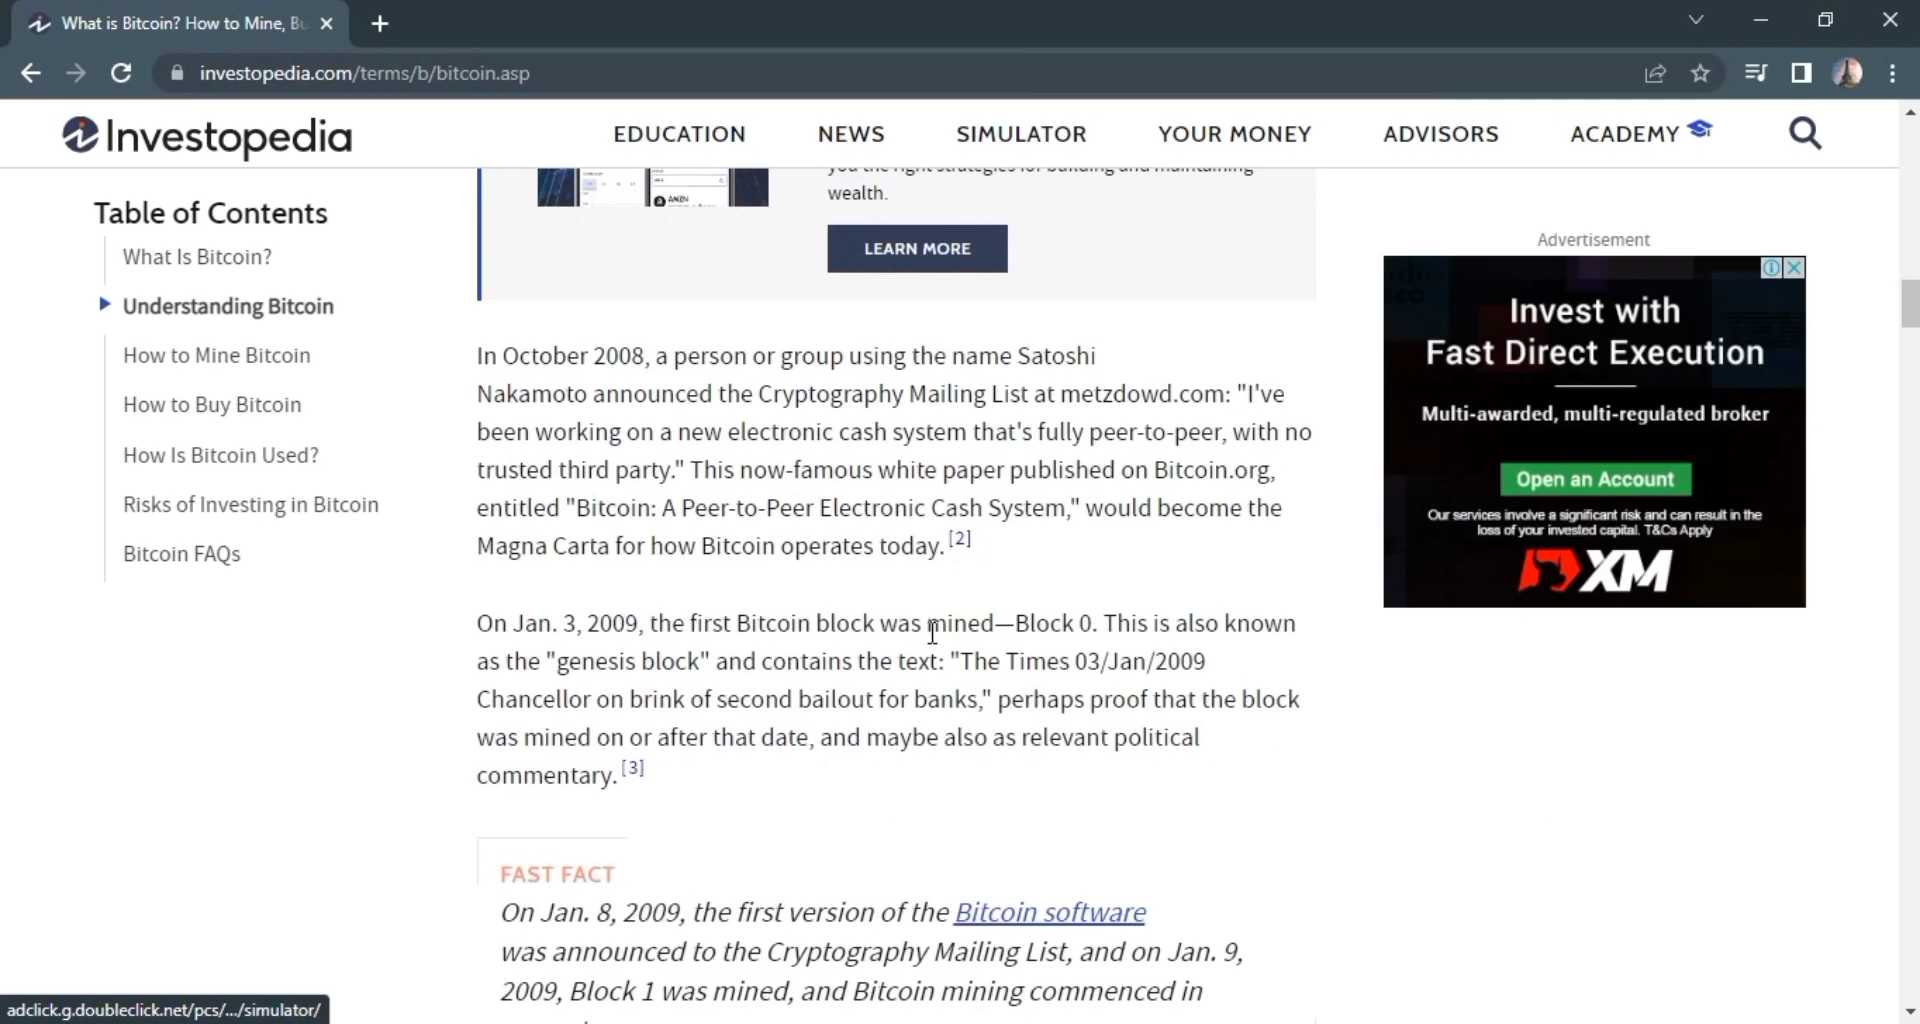 What is Bitcoin? How to Mine, Bu
investopedia.com/terms/b/bitcoin.asp
Investopedia
EDUCATION NEWS SIMULATOR YOUR MONEY ADVISORS ACADEMY
Table of Contents
What Is Bitcoin?
Understanding Bitcoin
How to Mine Bitcoin
How to Buy Bitcoin
How Is Bitcoin Used?
Risks of Investing in Bitcoin
Bitcoin FAQs
you the right strategies for building and maintaining
wealth.
LEARN MORE
In October 2008, a person or group using the name Satoshi
Nakamoto announced the Cryptography Mailing List at metzdowd.com: "I've
been working on a new electronic cash system that's fully peer-to-peer, with no
trusted third party." This now-famous white paper published on Bitcoin.org,
entitled "Bitcoin: A Peer-to-Peer Electronic Cash System," would become the
Magna Carta for how Bitcoin operates today. [2]
On Jan. 3, 2009, the first Bitcoin block was mined—Block 0. This is also known
as the "genesis block" and contains the text: "The Times 03/Jan/2009
Chancellor on brink of second bailout for banks," perhaps proof that the block
was mined on or after that date, and maybe also as relevant political
commentary. [3]
FAST FACT
On Jan. 8, 2009, the first version of the Bitcoin software
was announced to the Cryptography Mailing List, and on Jan. 9,
2009, Block 1 was mined, and Bitcoin mining commenced in
Advertisement
Invest with
Fast Direct Execution
Multi-awarded, multi-regulated broker
Open an Account
Our services involve a significant risk and can result in the
loss of your invested capital. T&Cs Apply
XM
adclick.g.doubleclick.net/pcs/.../simulator/